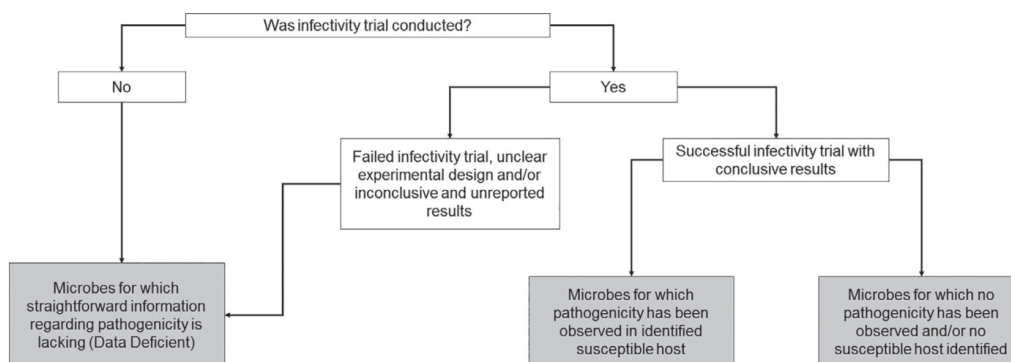 Was infectivity trial conducted?
No
Yes
Failed infectivity trial, unclear
experimental design and/or
inconclusive and unreported
results
Successful infectivity trial with
conclusive results
Microbes for which
straightforward information
regarding pathogenicity is
lacking (Data Deficient)
Microbes for which
pathogenicity has been
observed in identified
susceptible host
Microbes for which no
pathogenicity has been
observed and/or no
susceptible host identified